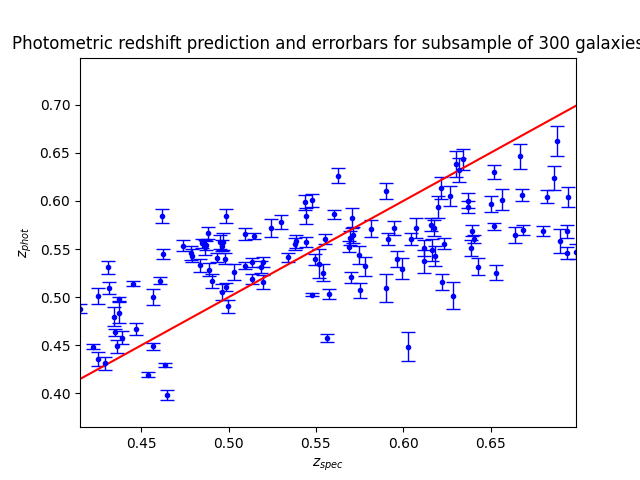 Photometric redshift prediction and errorbars for subsample of 300 galaxies
0.70
0.65
0.60
0.55
0.50
0.45
0.40
z_phot
0.45 0.50 0.55 0.60 0.65
z_spec